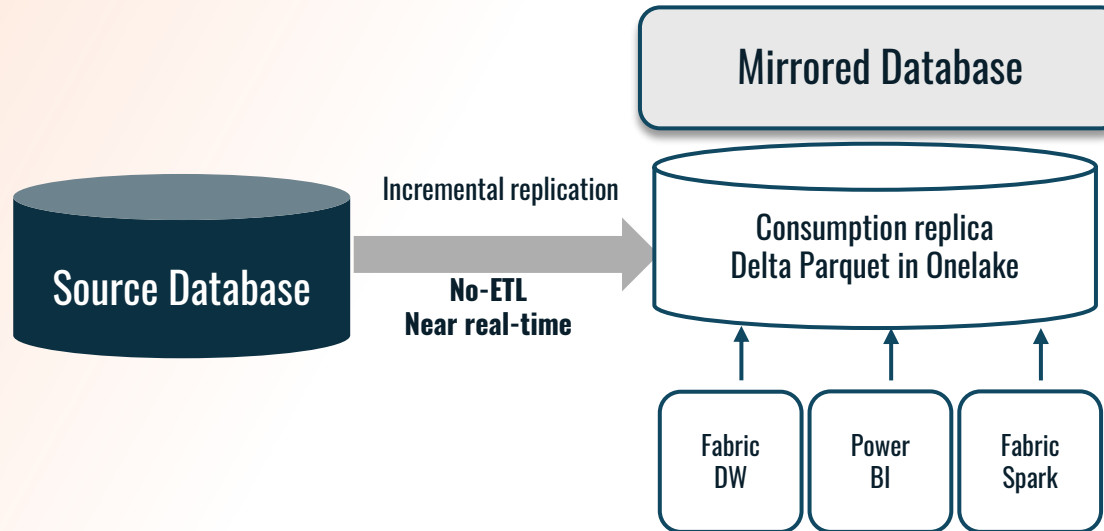 Mirrored Database
Source Database
Incremental replication
No-ETL
Near real-time
Consumption replica
Delta Parquet in Onelake
Fabric
DW
Power
BI
Fabric
Spark